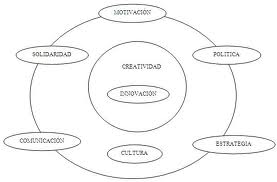 MOTIVACIÓN
SOLIDARIDAD
POLITICA
CREATIVIDAD
INNOVACIÓN
COMUNICACIÓN
ESTRATEGIA
CULTURA